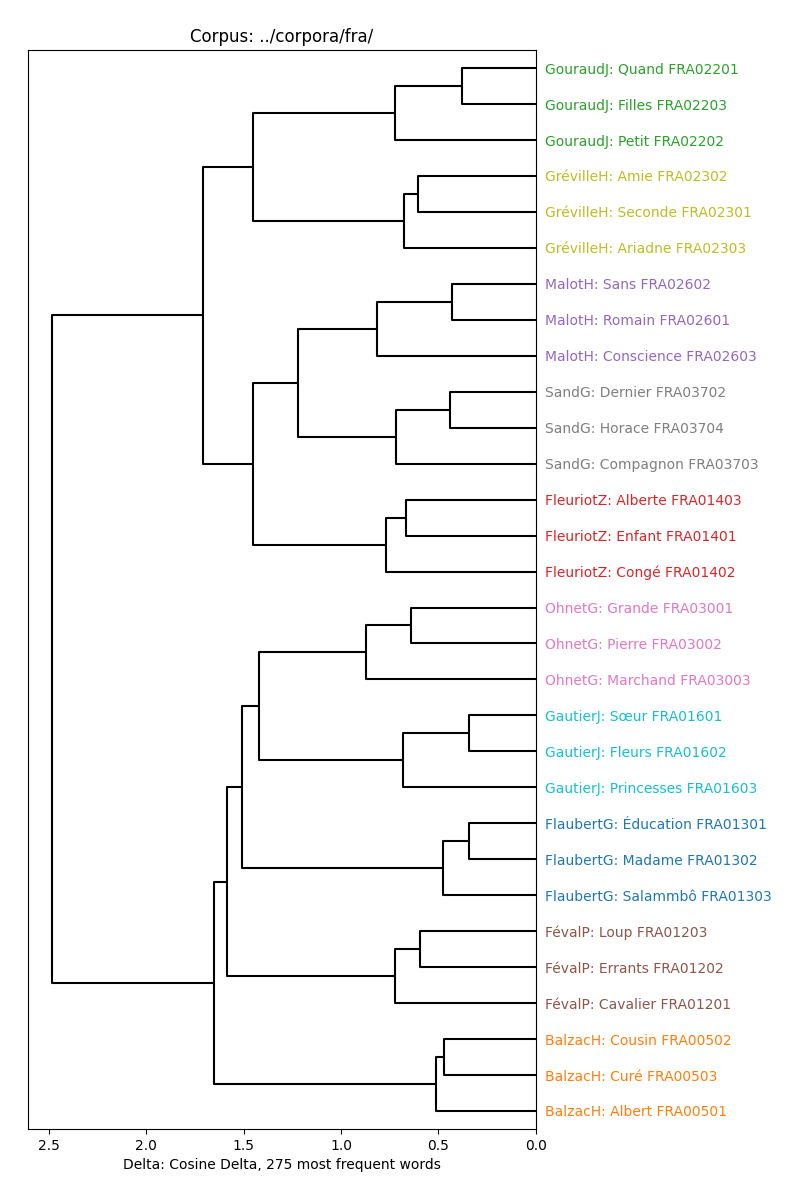 Corpus: ../corpora/fra/
GouraudJ: Quand FRA02201
GouraudJ: Filles FRA02203
GouraudJ: Petit FRA02202
GrévilleH: Amie FRA02302
GrévilleH: Seconde FRA02301
GrévilleH: Ariadne FRA02303
MalotH: Sans FRA02602
MalotH: Romain FRA02601
MalotH: Conscience FRA02603
SandG: Dernier FRA03702
SandG: Horace FRA03704
SandG: Compagnon FRA03703
FleuriotZ: Alberte FRA01403
FleuriotZ: Enfant FRA01401
FleuriotZ: Congé FRA01402
OhnetG: Grande FRA03001
OhnetG: Pierre FRA03002
OhnetG: Marchand FRA03003
GautierJ: Sœur FRA01601
GautierJ: Fleurs FRA01602
GautierJ: Princesses FRA01603
FlaubertG: Éducation FRA01301
FlaubertG: Madame FRA01302
FlaubertG: Salammbô FRA01303
FévalP: Loup FRA01203
FévalP: Errants FRA01202
FévalP: Cavalier FRA01201
BalzacH: Cousin FRA00502
BalzacH: Curé FRA00503
BalzacH: Albert FRA00501
2.5 2.0 1.5 1.0 0.5 0.0
Delta: Cosine Delta, 275 most frequent words